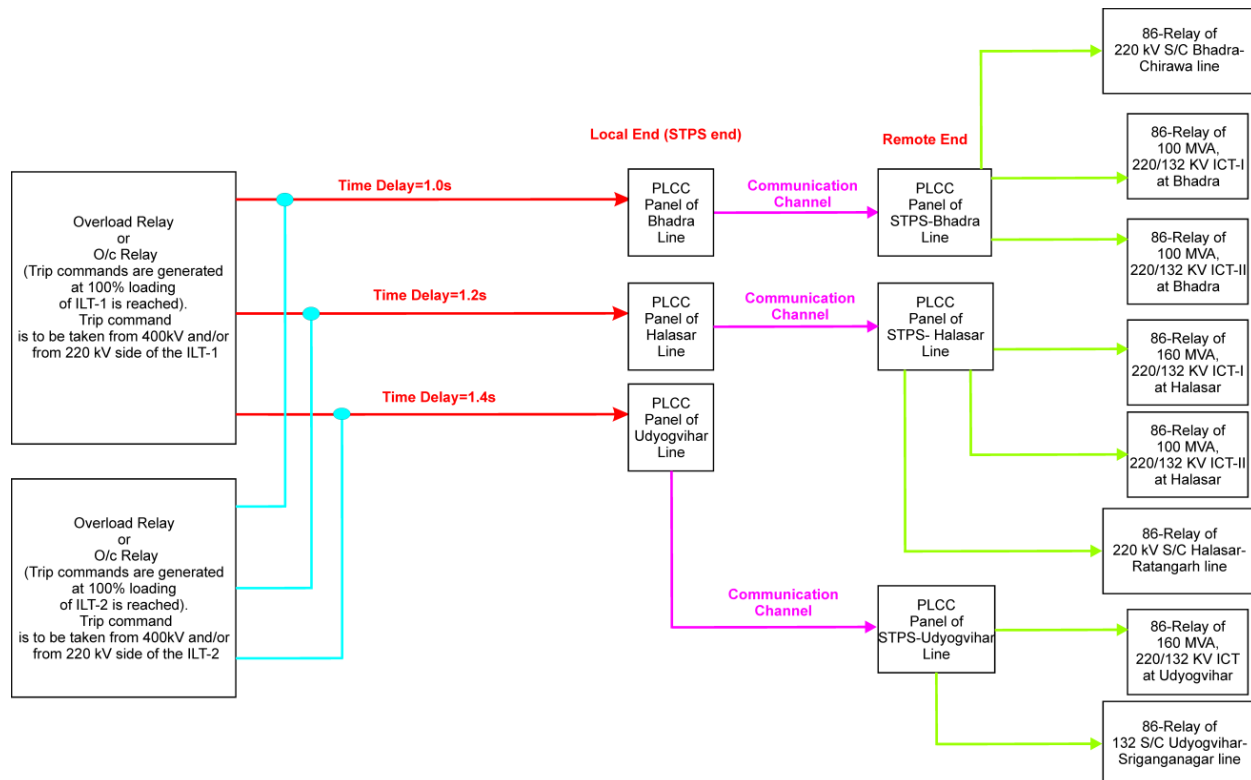 86-Relay of
220 kV S/C Bhadra-
Chirawa line
Local End (STPS end)
Remote End
86-Relay of
100 MVA,
220/132 KV ICT-I
at Bhadra
Time Delay=1.0s
PLCC
Panel of
Bhadra
Line
Communication
Channel
PLCC
Panel of
STPS-Bhadra
Line
Overload Relay
or
O/c Relay
(Trip commands are generated
at 100% loading
of ILT-1 is reached).
Trip command
is to be taken from 400kV and/or
from 220 kV side of the ILT-1
86-Relay of
100 MVA,
220/132 KV ICT-II
at Bhadra
Time Delay=1.2s
PLCC
Panel of
Halasar
Line
Communication
Channel
PLCC
Panel of
STPS- Halasar
Line
86-Relay of
160 MVA,
220/132 KV ICT-I
at Halasar
Time Delay=1.4s
PLCC
Panel of
Udyogvihar
Line
86-Relay of
100 MVA,
220/132 KV ICT-II
at Halasar
Overload Relay
or
O/c Relay
(Trip commands are generated
at 100% loading
of ILT-2 is reached).
Trip command
is to be taken from 400kV and/or
from 220 kV side of the ILT-2
86-Relay of
220 kV S/C Halasar-
Ratangarh line
Communication
Channel
PLCC
Panel of
STPS-Udyogvihar
Line
86-Relay of
160 MVA,
220/132 KV ICT
at Udyogvihar
86-Relay of
132 S/C Udyogvihar-
Sriganganagar line